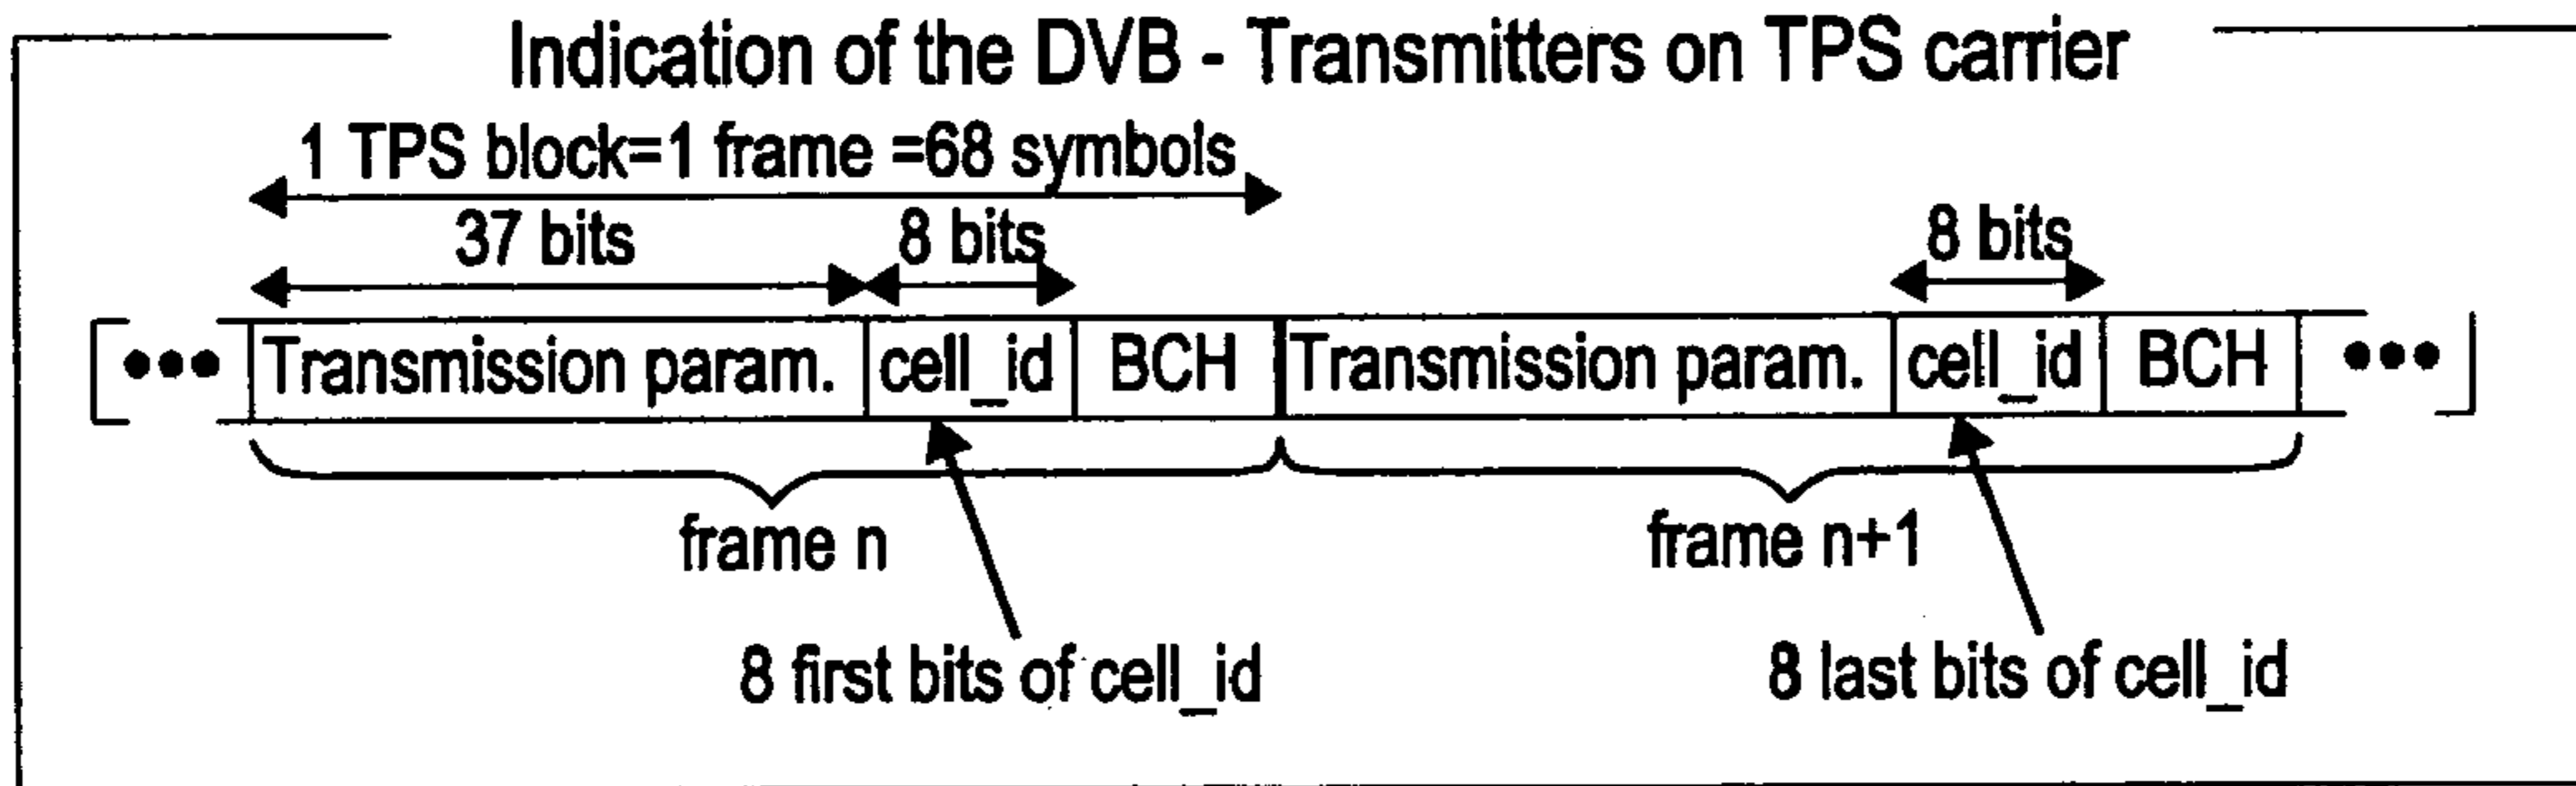 Indication of the DVB - Transmitters on TPS carrier
1 TPS block=1 frame =68 symbols
37 bits 8 bits 8 bits
••• Transmission param. cell_id BCH Transmission param. cell_id BCH •••
frame n frame n+1
8 first bits of cell_id 8 last bits of cell_id